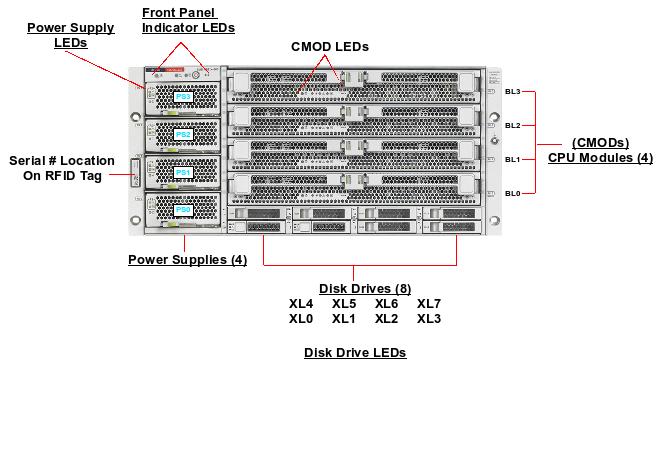 Front Panel
Indicator LEDs
Power Supply
LEDs
CMOD LEDs
PS3
BL3
PS2
BL2
(CMODs)
CPU Modules (4)
Serial # Location
On RFID Tag
PS1
BL1
PS0
BL0
Power Supplies (4)
Disk Drives (8)
XL4 XL5 XL6 XL7
XL0 XL1 XL2 XL3
Disk Drive LEDs